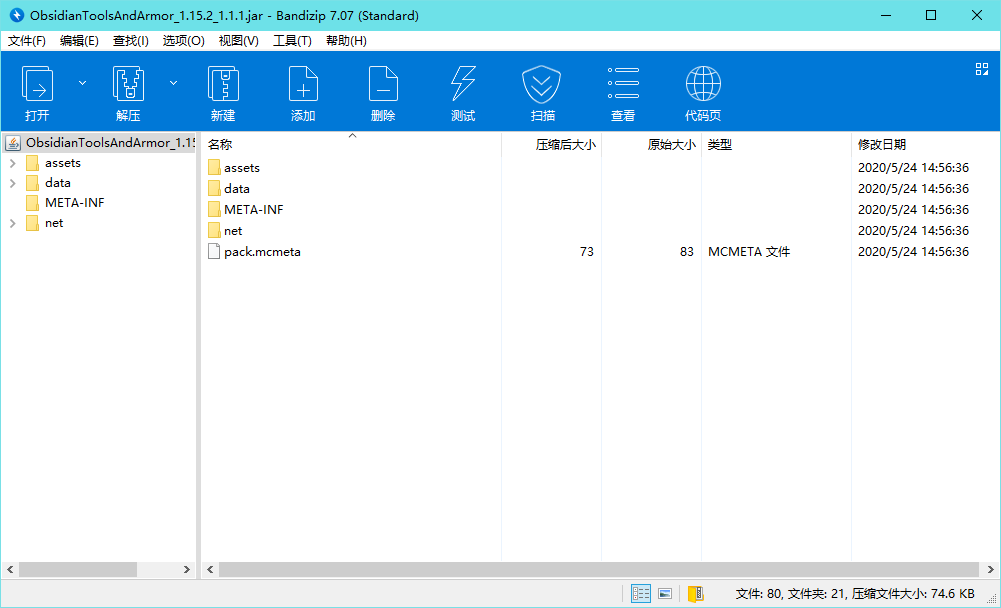 ObsidianToolsAndArmor_1.15.2_1.1.1.jar - Bandizip 7.07 (Standard)
文件(F) 编辑(E) 查找(I) 选项(O) 视图(V) 工具(T) 帮助(H)
打开 解压 新建 添加 删除 测试 扫描 查看 代码页
ObsidianToolsAndArmor_1.15
assets
data
META-INF
net
名称 压缩后大小 原始大小 类型 修改日期
assets 2020/5/24 14:56:36
data 2020/5/24 14:56:36
META-INF 2020/5/24 14:56:36
net 2020/5/24 14:56:36
pack.mcmeta 73 83 MCMETA 文件 2020/5/24 14:56:36
文件: 80, 文件夹: 21, 压缩文件大小: 74.6 KB